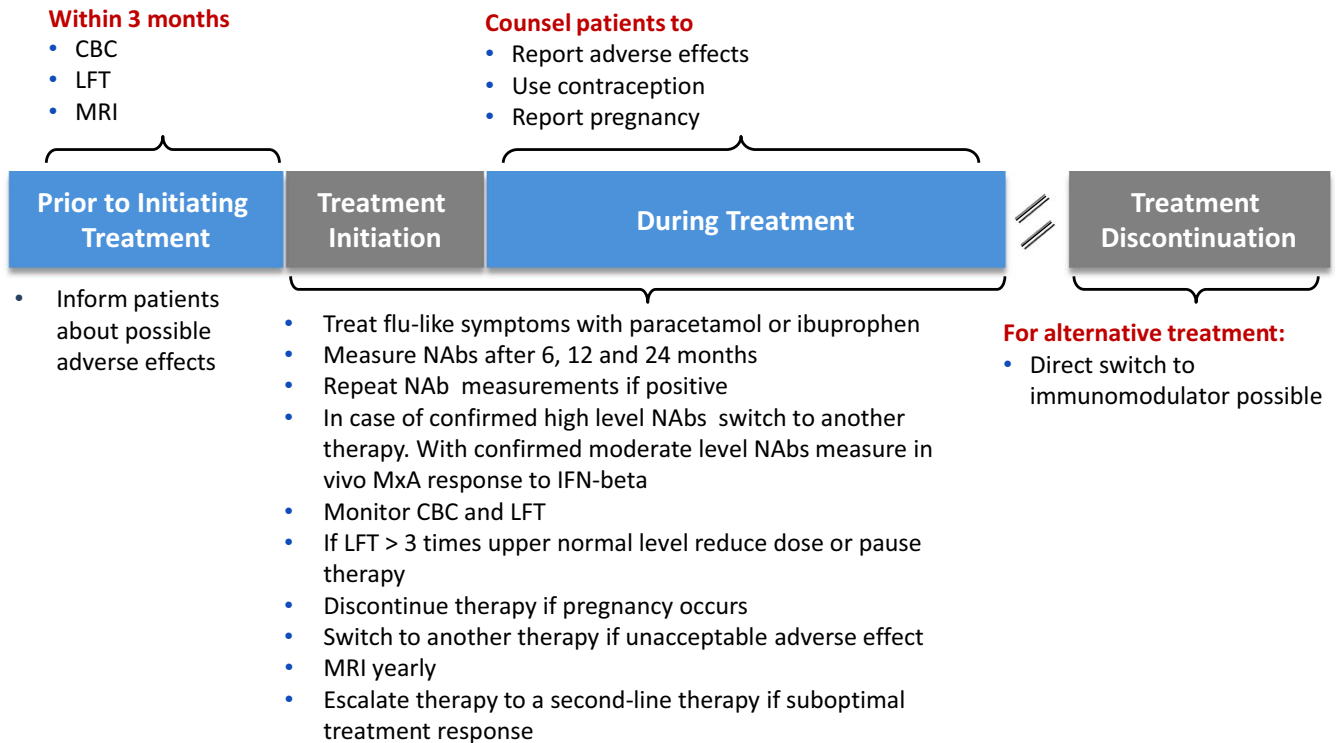 Within 3 months
• CBC
• LFT
• MRI
Counsel patients to
• Report adverse effects
• Use contraception
• Report pregnancy
Prior to Initiating
Treatment
Treatment
Initiation
During Treatment
Treatment
Discontinuation
• Inform patients
about possible
adverse effects
• Treat flu-like symptoms with paracetamol or ibuprophen
• Measure NAbs after 6, 12 and 24 months
• Repeat NAb measurements if positive
• In case of confirmed high level NAbs switch to another
therapy. With confirmed moderate level NAbs measure in
vivo MxA response to IFN-beta
• Monitor CBC and LFT
• If LFT > 3 times upper normal level reduce dose or pause
therapy
• Discontinue therapy if pregnancy occurs
• Switch to another therapy if unacceptable adverse effect
• MRI yearly
• Escalate therapy to a second-line therapy if suboptimal
treatment response
For alternative treatment:
• Direct switch to
immunomodulator possible